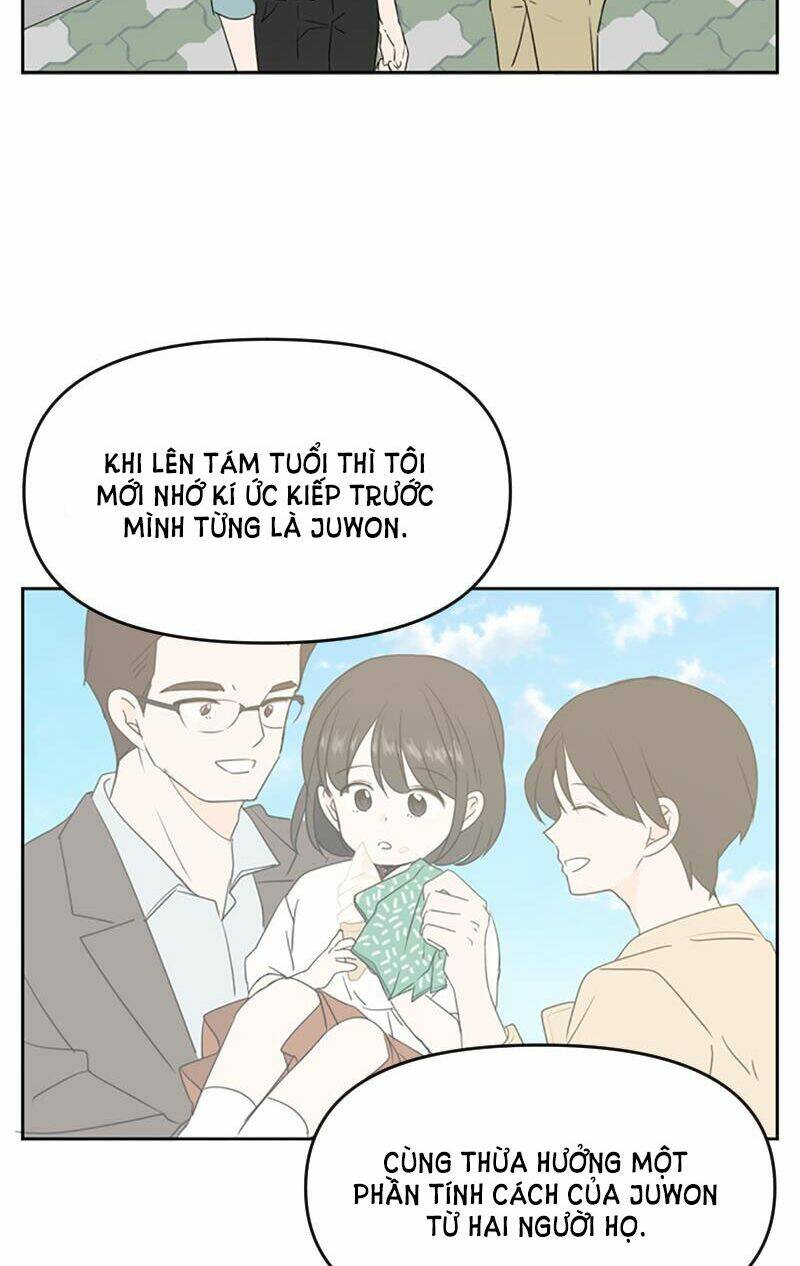 KHI LÊN TÁM TUỔI THÌ TÔI
MỚI NHỚ KÍ ỨC KIẾP TRƯỚC
MÌNH TỪNG LÀ JUWON.
CÙNG THỪA HƯỞNG MỘT
PHẦN TÍNH CÁCH CỦA JUWON
TỪ HAI NGƯỜI HỌ.